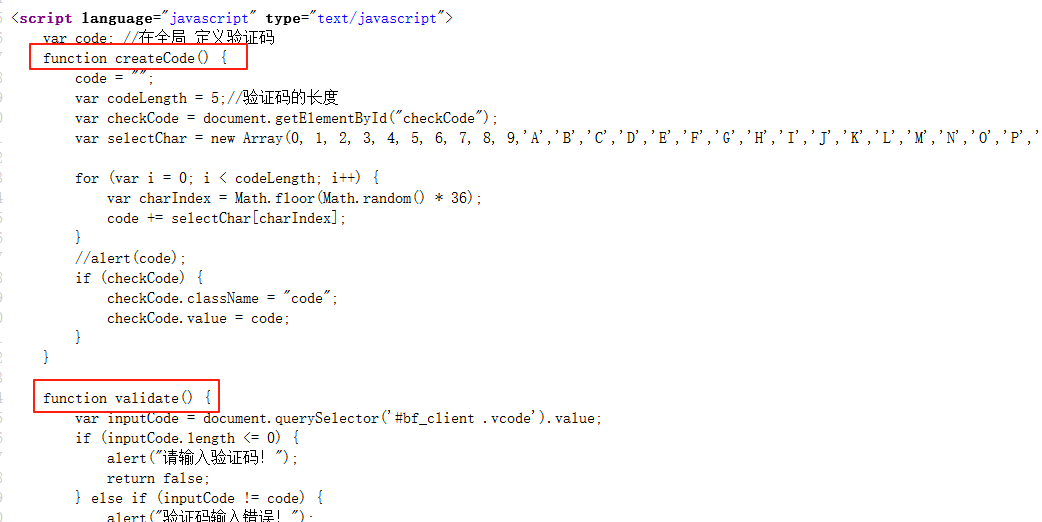 <script language="javascript" type="text/javascript">
var code; //在全局 定义验证码
function createCode() {
code = "";
var codeLength = 5;//验证码的长度
var checkCode = document.getElementById("checkCode");
var selectChar = new Array(0, 1, 2, 3, 4, 5, 6, 7, 8, 9,'A','B','C','D','E','F','G','H','I','J','K','L','M','N','O','P','
for (var i = 0; i < codeLength; i++) {
var charIndex = Math.floor(Math.random() * 36);
code += selectChar[charIndex];
}
//alert(code);
if (checkCode) {
checkCode.className = "code";
checkCode.value = code;
}
}
function validate() {
var inputCode = document.querySelector('#bf_client .vcode').value;
if (inputCode.length <= 0) {
alert("请输入验证码！");
return false;
} else if (inputCode != code) {
alert("验证码输入错误！");